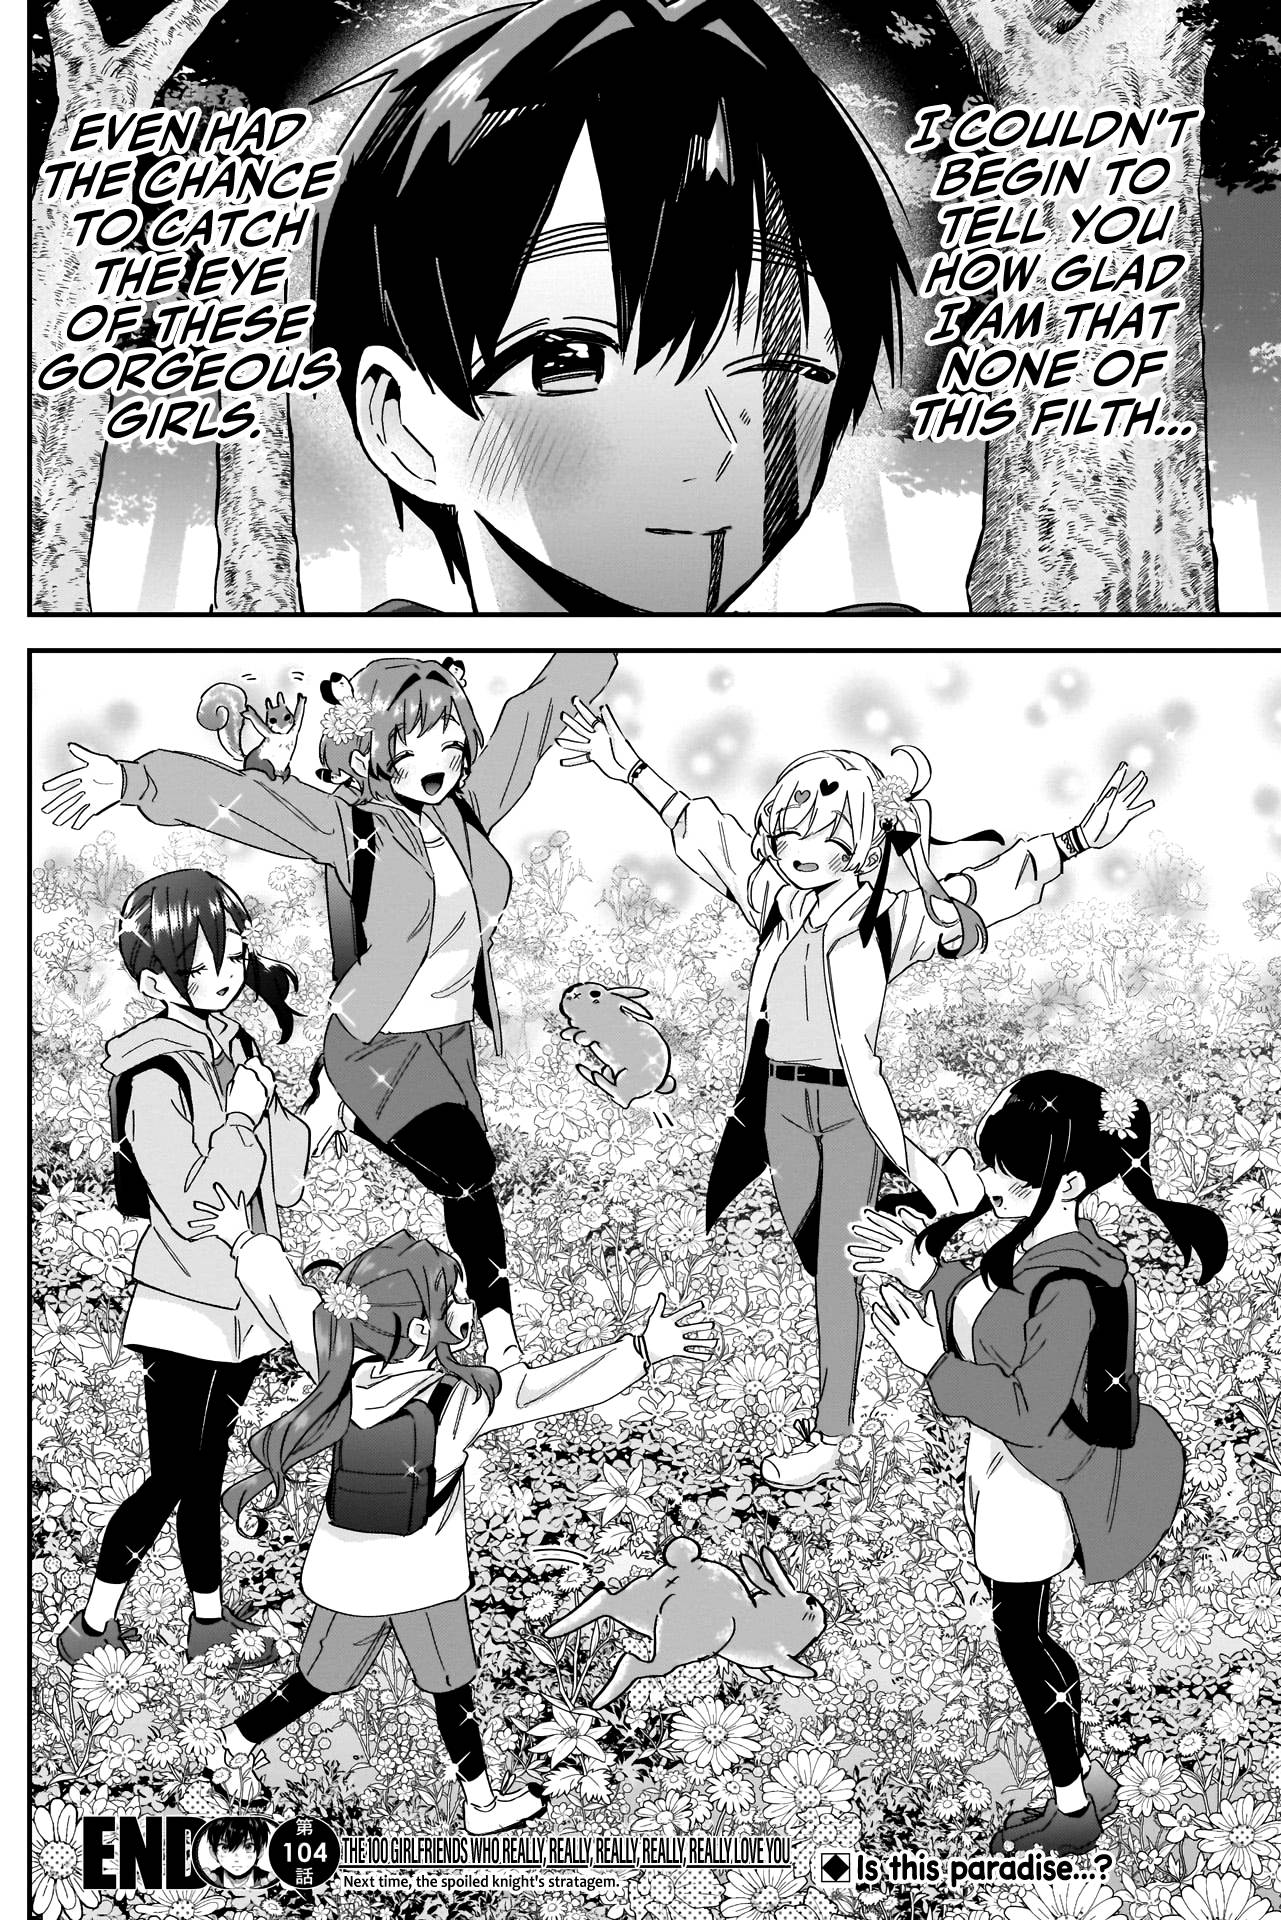 I COULDN'T
BEGIN TO
TELL YOU
HOW GLAD
I AM THAT
NONE OF
THIS FILTH...
EVEN HAD
THE CHANCE
TO CATCH
THE EYE
OF THESE
GORGEOUS
GIRLS.
END
第
104
話
THE 100 GIRLFRIENDS WHO REALLY, REALLY, REALLY, REALLY, REALLY LOVE YOU
Next time, the spoiled knight's stratagem.
Is this paradise...?